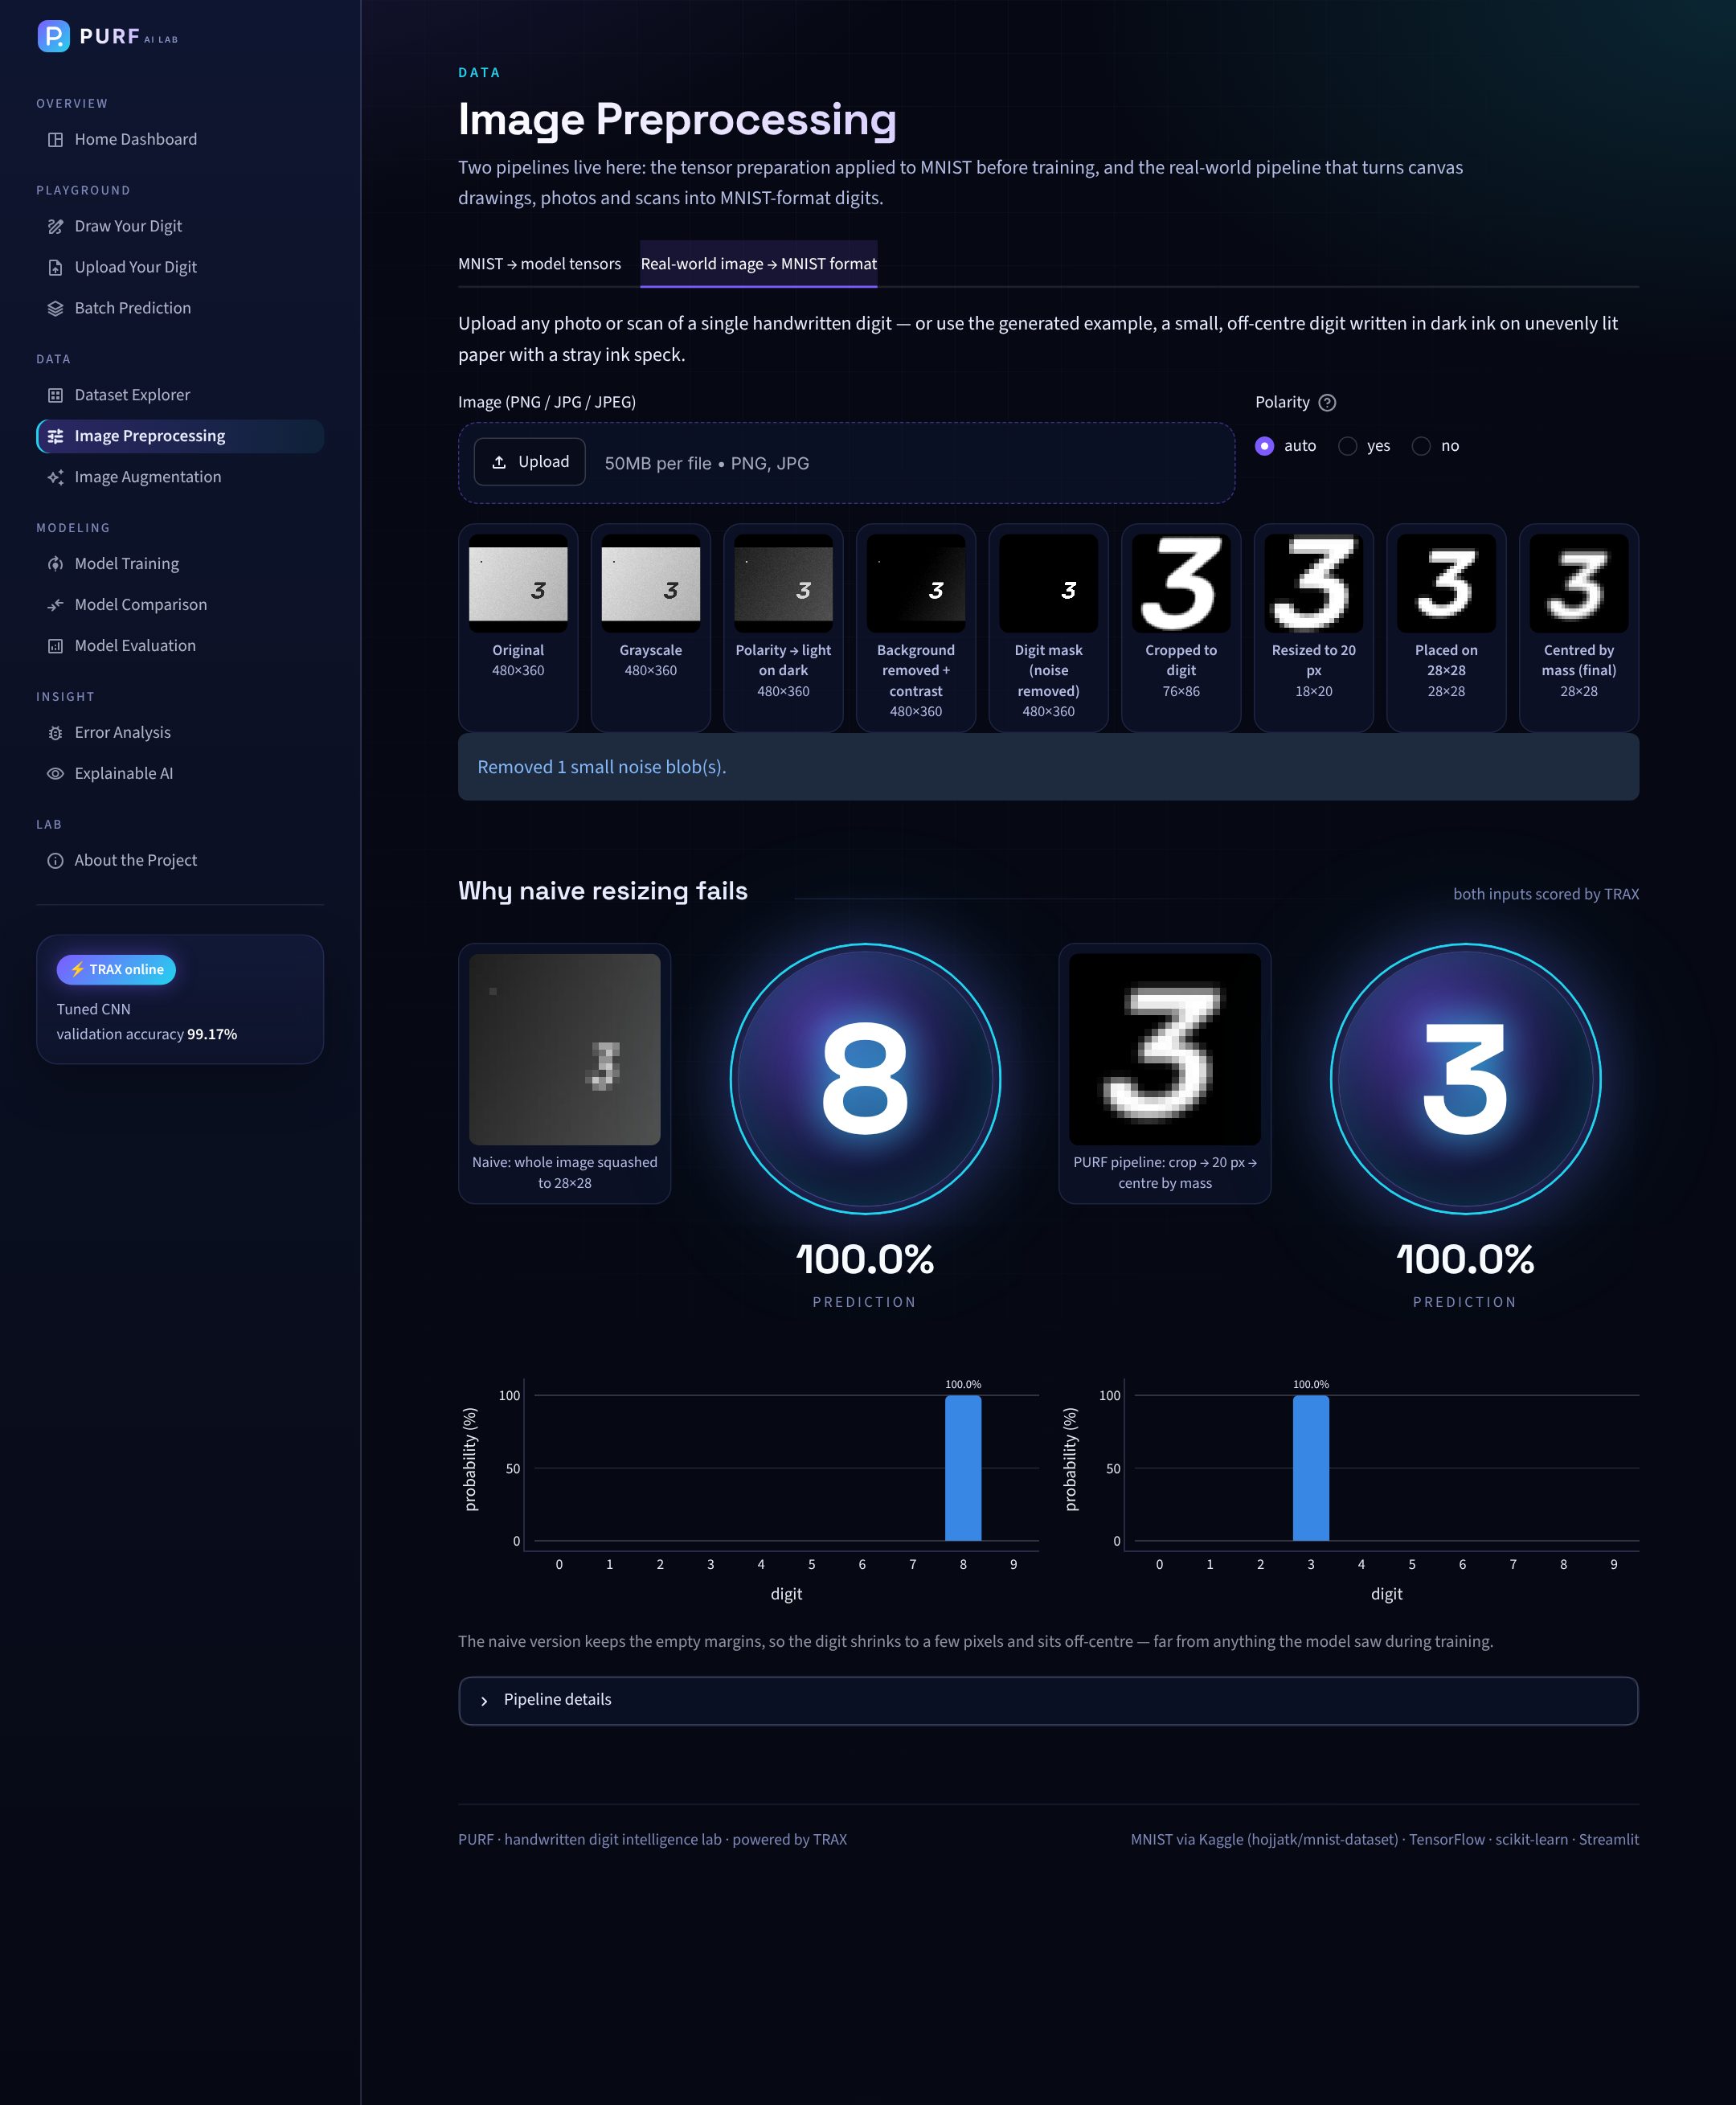 PURF AI LAB
OVERVIEW
Home Dashboard
PLAYGROUND
Draw Your Digit
Upload Your Digit
Batch Prediction
DATA
Dataset Explorer
Image Preprocessing
Image Augmentation
MODELING
Model Training
Model Comparison
Model Evaluation
INSIGHT
Error Analysis
Explainable AI
LAB
About the Project
⚡ TRAX online
Tuned CNN
validation accuracy 99.17%
DATA
Image Preprocessing
Two pipelines live here: the tensor preparation applied to MNIST before training, and the real-world pipeline that turns canvas
drawings, photos and scans into MNIST-format digits.
MNIST → model tensors Real-world image → MNIST format
Upload any photo or scan of a single handwritten digit — or use the generated example, a small, off-centre digit written in dark ink on unevenly lit
paper with a stray ink speck.
Image (PNG / JPG / JPEG)
Upload 50MB per file • PNG, JPG
Polarity ?
auto yes no
3
Original
480×360
3
Grayscale
480×360
3
Polarity → light
on dark
480×360
3
Background
removed +
contrast
480×360
3
Digit mask
(noise
removed)
480×360
3
Cropped to
digit
76×86
3
Resized to 20
px
18×20
3
Placed on
28×28
28×28
3
Centred by
mass (final)
28×28
Removed 1 small noise blob(s).
Why naive resizing fails
both inputs scored by TRAX
3
Naive: whole image squashed
to 28×28
8
100.0%
PREDICTION
3
PURF pipeline: crop → 20 px →
centre by mass
3
100.0%
PREDICTION
100.0%
100
50
0
probability (%)
0 1 2 3 4 5 6 7 8 9
digit
100.0%
100
50
0
probability (%)
0 1 2 3 4 5 6 7 8 9
digit
The naive version keeps the empty margins, so the digit shrinks to a few pixels and sits off-centre — far from anything the model saw during training.
Pipeline details
PURF · handwritten digit intelligence lab · powered by TRAX
MNIST via Kaggle (hojjatk/mnist-dataset) · TensorFlow · scikit-learn · Streamlit